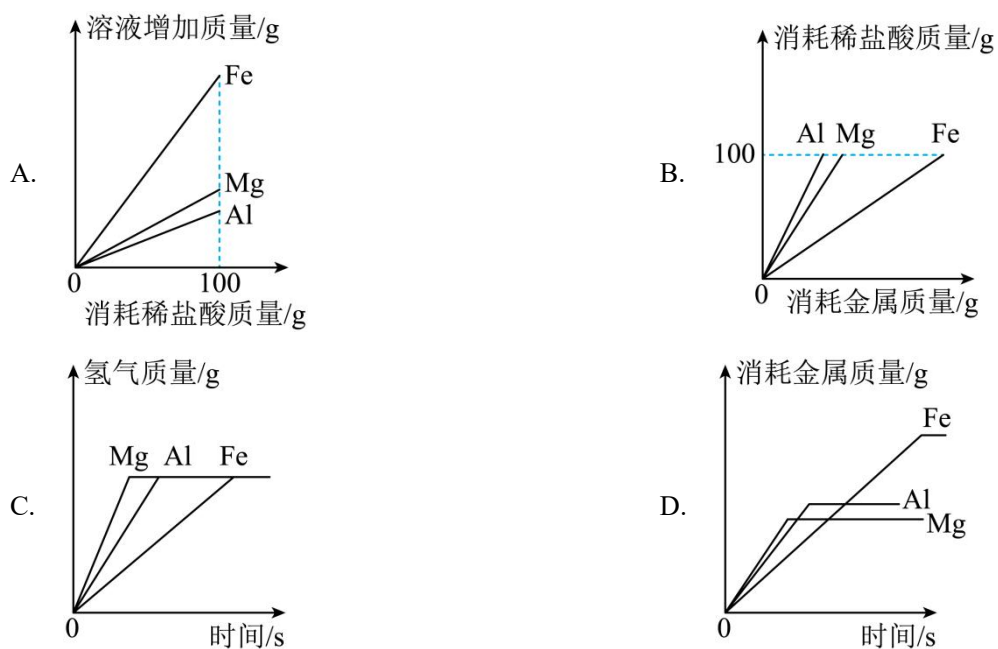 A.
溶液增加质量/g
Fe
Mg
Al
0
100
消耗稀盐酸质量/g
B.
消耗稀盐酸质量/g
Al Mg Fe
100
0
消耗金属质量/g
C.
氢气质量/g
Mg Al Fe
0
时间/s
D.
消耗金属质量/g
Fe
Al
Mg
0
时间/s